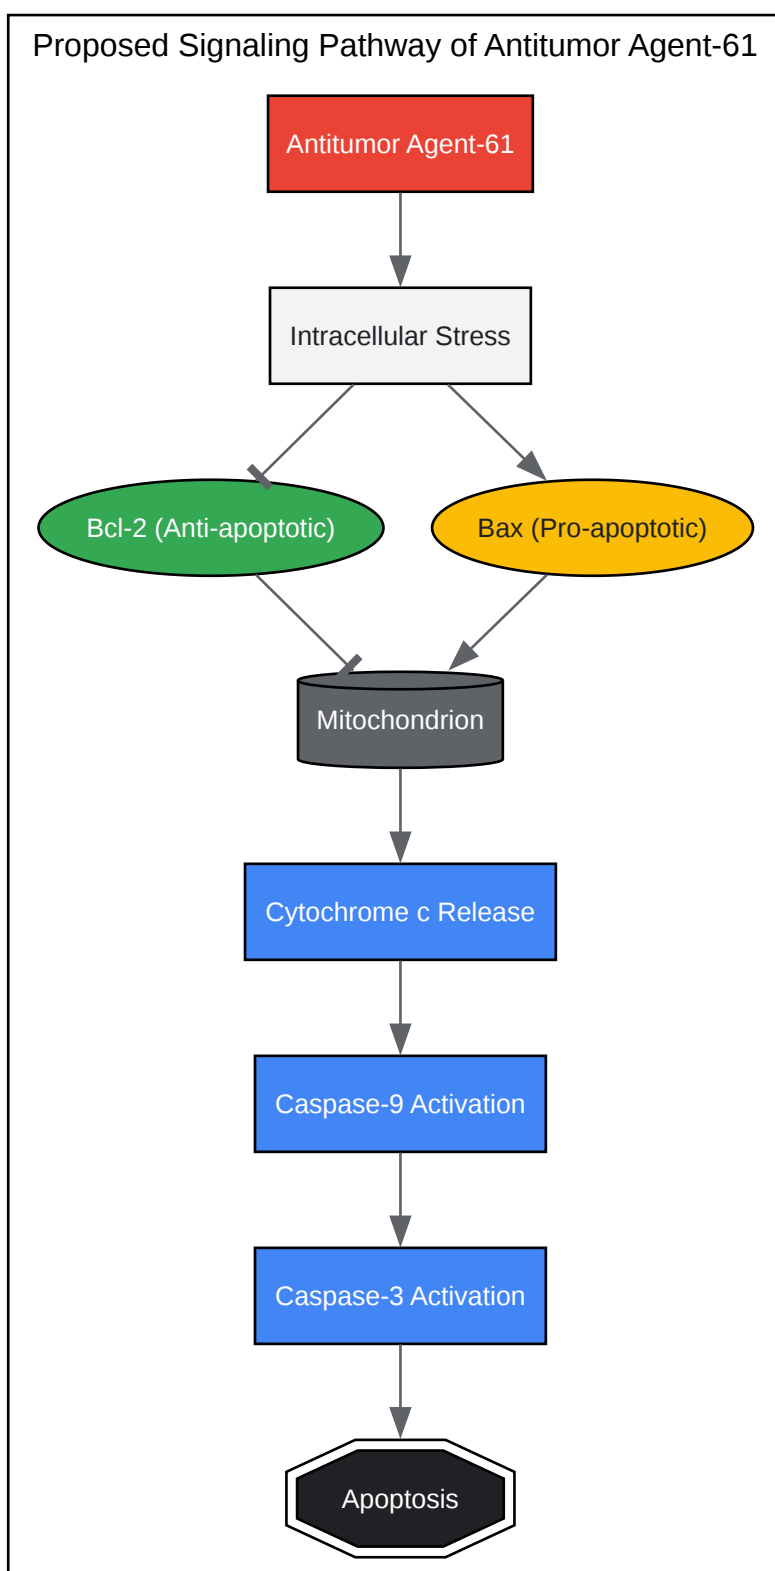 Proposed Signaling Pathway of Antitumor Agent-61
Antitumor Agent-61
Intracellular Stress
Bcl-2 (Anti-apoptotic)
Bax (Pro-apoptotic)
Mitochondrion
Cytochrome c Release
Caspase-9 Activation
Caspase-3 Activation
Apoptosis